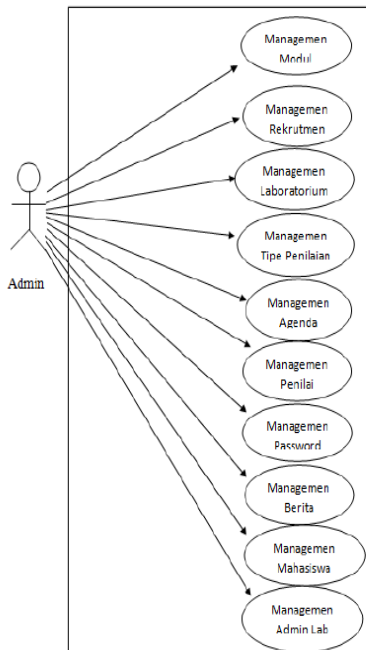 Managemen
Modul
Managemen
Rekrutmen
Managemen
Laboratorium
Managemen
Tipe Penilaian
Admin
Managemen
Agenda
Managemen
Penilai
Managemen
Password
Managemen
Berita
Managemen
Mahasiswa
Managemen
Admin Lab